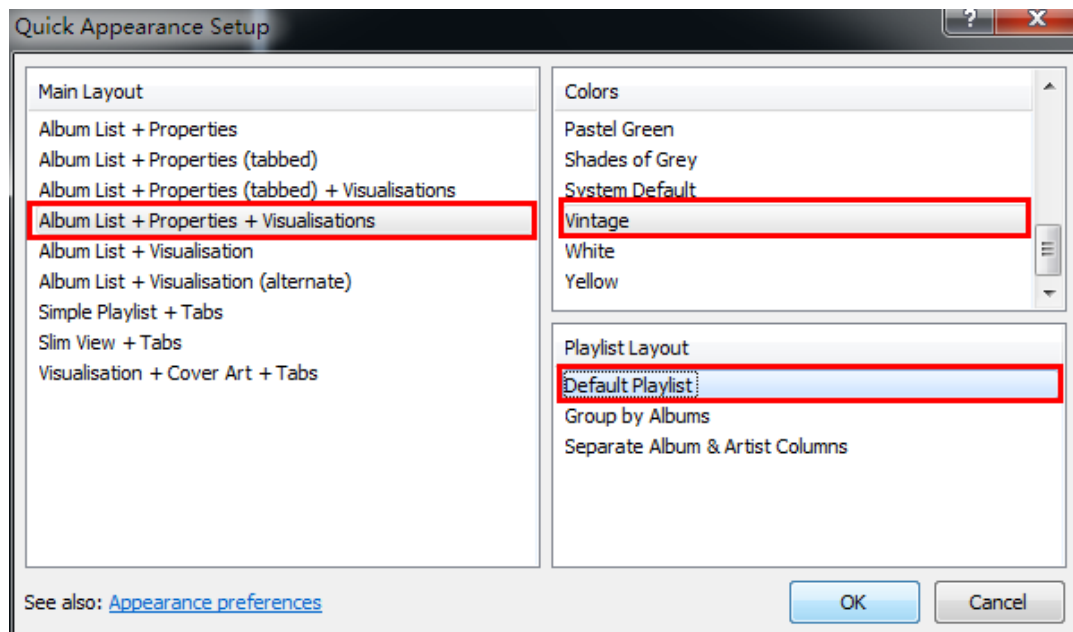 Quick Appearance Setup
Main Layout
Album List + Properties
Album List + Properties (tabbed)
Album List + Properties (tabbed) + Visualisations
Album List + Properties + Visualisations
Album List + Visualisation
Album List + Visualisation (alternate)
Simple Playlist + Tabs
Slim View + Tabs
Visualisation + Cover Art + Tabs
Colors
Pastel Green
Shades of Grey
System Default
Vintage
White
Yellow
Playlist Layout
Default Playlist
Group by Albums
Separate Album & Artist Columns
See also: Appearance preferences
OK
Cancel